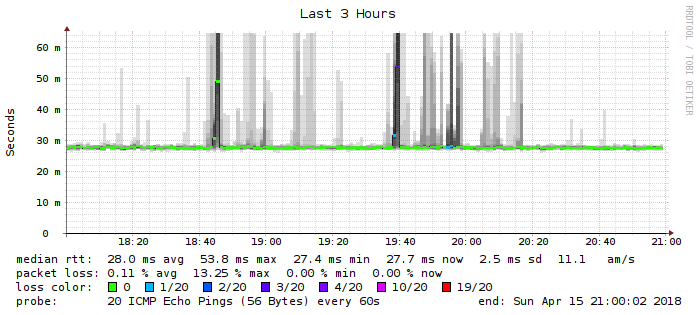 Last 3 Hours
RRDTOOL / TOBI OETIKER
Seconds
60 m
50 m
40 m
30 m
20 m
10 m
0
18:20 18:40 19:00 19:20 19:40 20:00 20:20 20:40 21:00
median rtt: 28.0 ms avg 53.8 ms max 27.4 ms min 27.7 ms now 2.5 ms sd 11.1 am/s
packet loss: 0.11 % avg 13.25 % max 0.00 % min 0.00 % now
loss color: 0 1/20 2/20 3/20 4/20 10/20 19/20
probe: 20 ICMP Echo Pings (56 Bytes) every 60s end: Sun Apr 15 21:00:02 2018